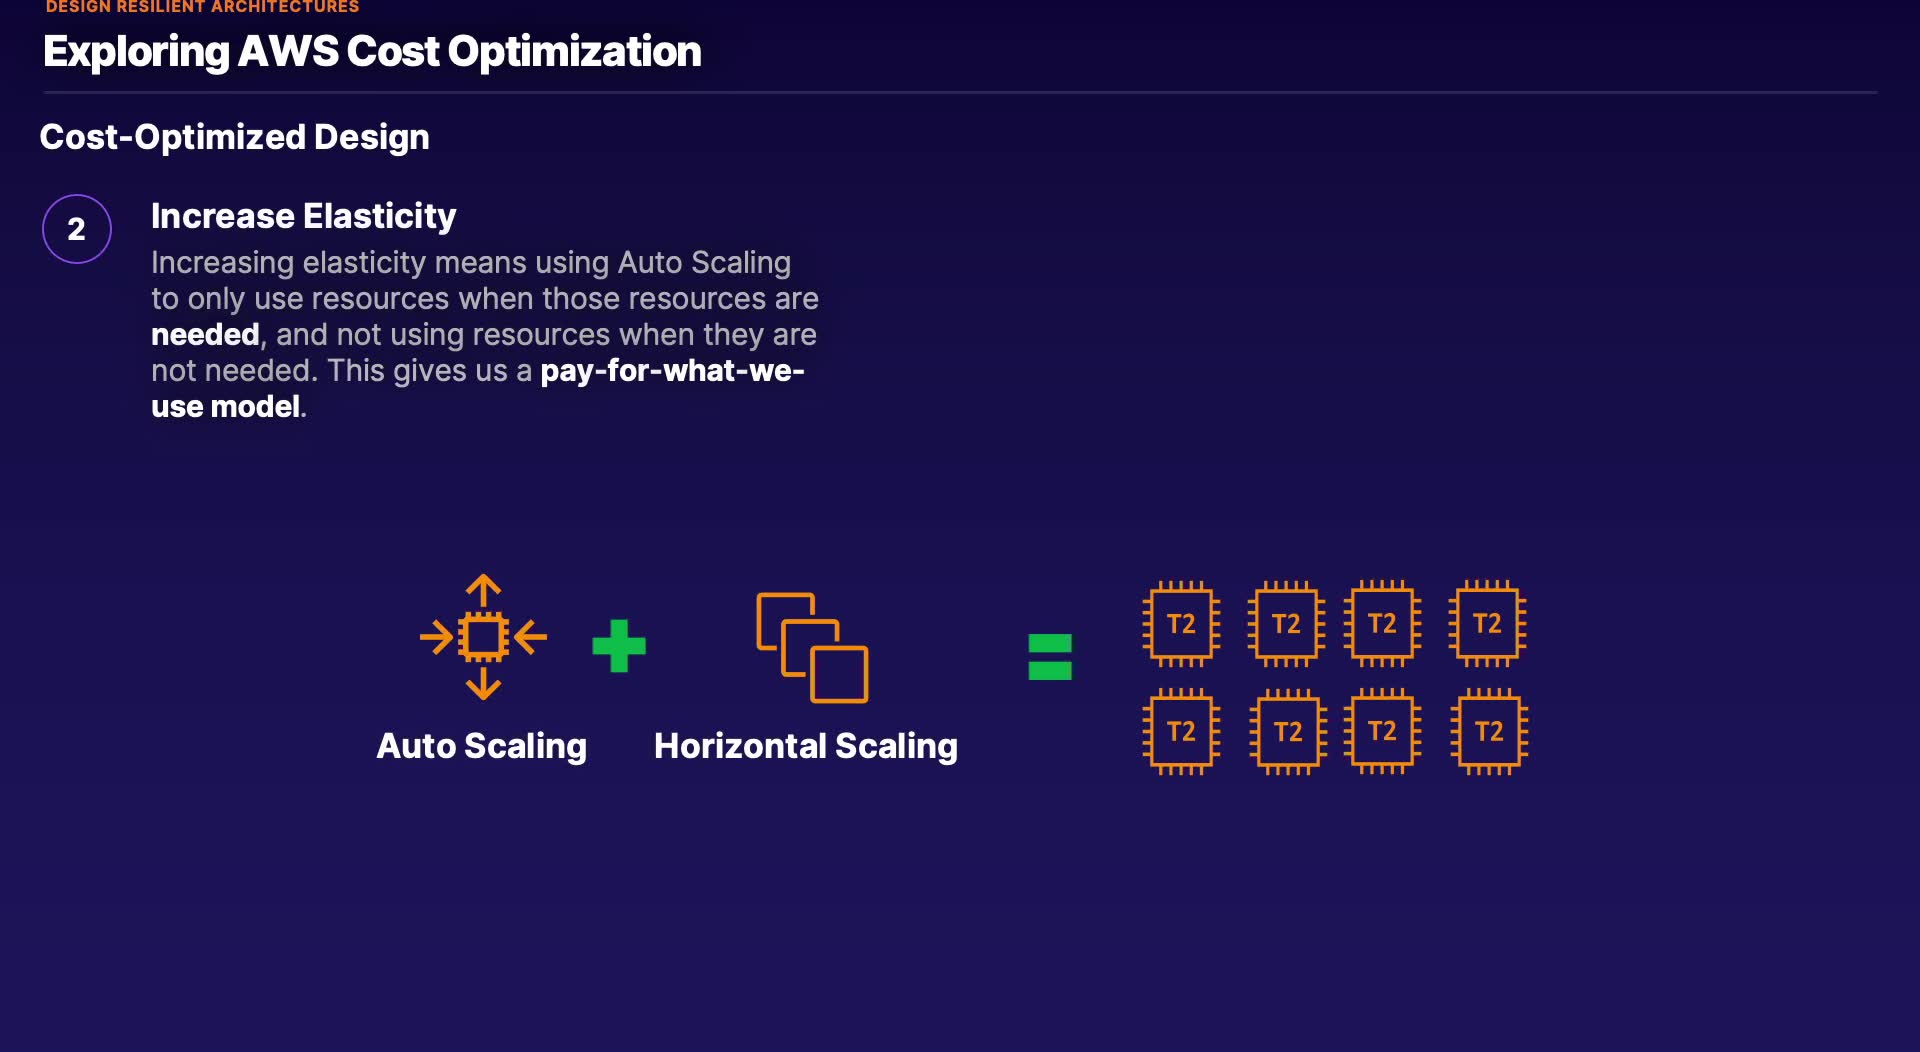 DESIGN RESILIENT ARCHITECTURES
Exploring AWS Cost Optimization
Cost-Optimized Design
2
Increase Elasticity
Increasing elasticity means using Auto Scaling
to only use resources when those resources are
needed, and not using resources when they are
not needed. This gives us a pay-for-what-we-
use model.
T2 T2 T2 T2
T2 T2 T2 T2
Auto Scaling
Horizontal Scaling